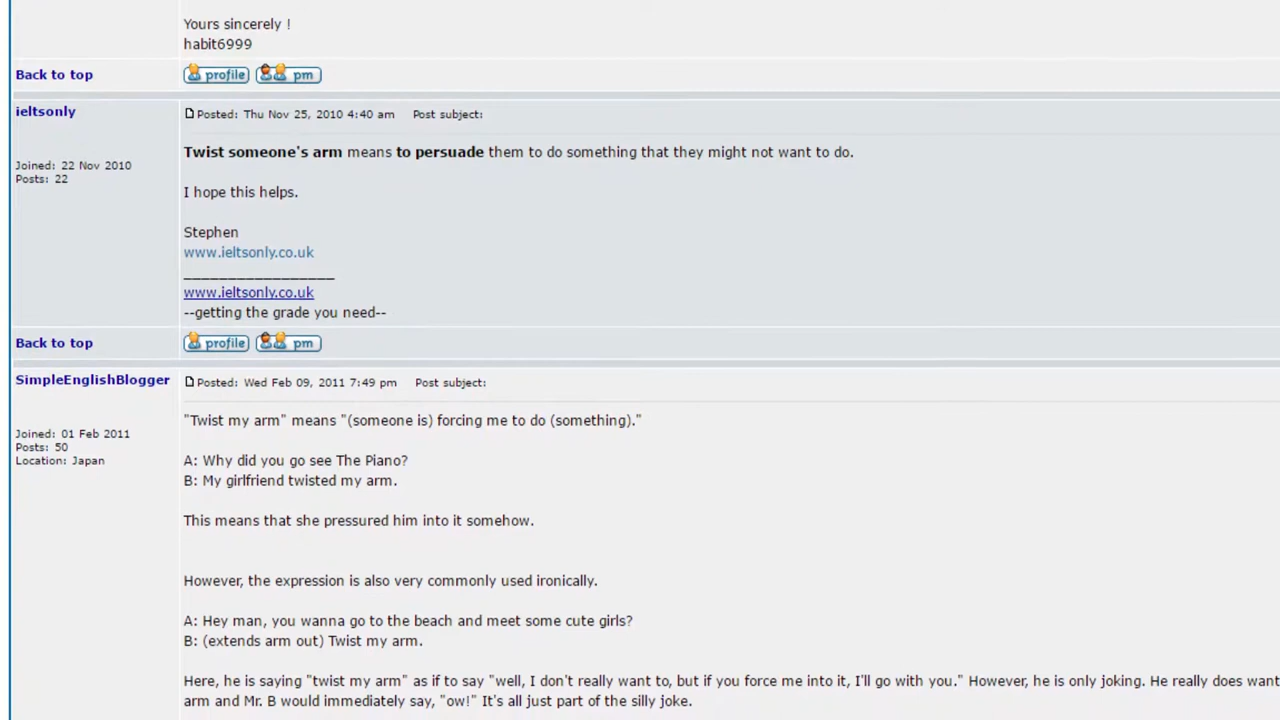 Yours sincerely !
habit6999
Back to top
profile pm
ieltsonly
Posted: Thu Nov 25, 2010 4:40 am Post subject:
Twist someone's arm means to persuade them to do something that they might not want to do.
Joined: 22 Nov 2010
Posts: 22
I hope this helps.
Stephen
www.ieltsonly.co.uk
_________________
www.ieltsonly.co.uk
--getting the grade you need--
Back to top
profile pm
SimpleEnglishBlogger
Posted: Wed Feb 09, 2011 7:49 pm Post subject:
"Twist my arm" means "(someone is) forcing me to do (something)."
Joined: 01 Feb 2011
Posts: 50
Location: Japan
A: Why did you go see The Piano?
B: My girlfriend twisted my arm.
This means that she pressured him into it somehow.
However, the expression is also very commonly used ironically.
A: Hey man, you wanna go to the beach and meet some cute girls?
B: (extends arm out) Twist my arm.
Here, he is saying "twist my arm" as if to say "well, I don't really want to, but if you force me into it, I'll go with you." However, he is only joking. He really does want
arm and Mr. B would immediately say, "ow!" It's all just part of the silly joke.